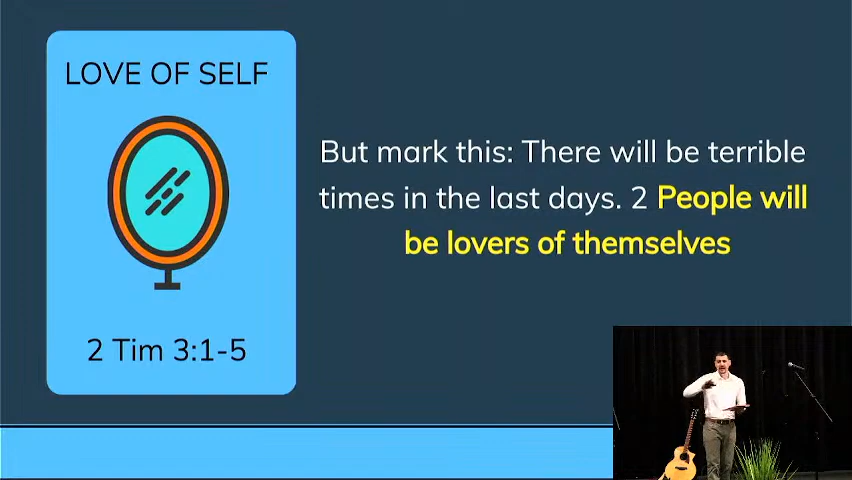 LOVE OF SELF
2 Tim 3:1-5
But mark this: There will be terrible
times in the last days. 2 People will
be lovers of themselves